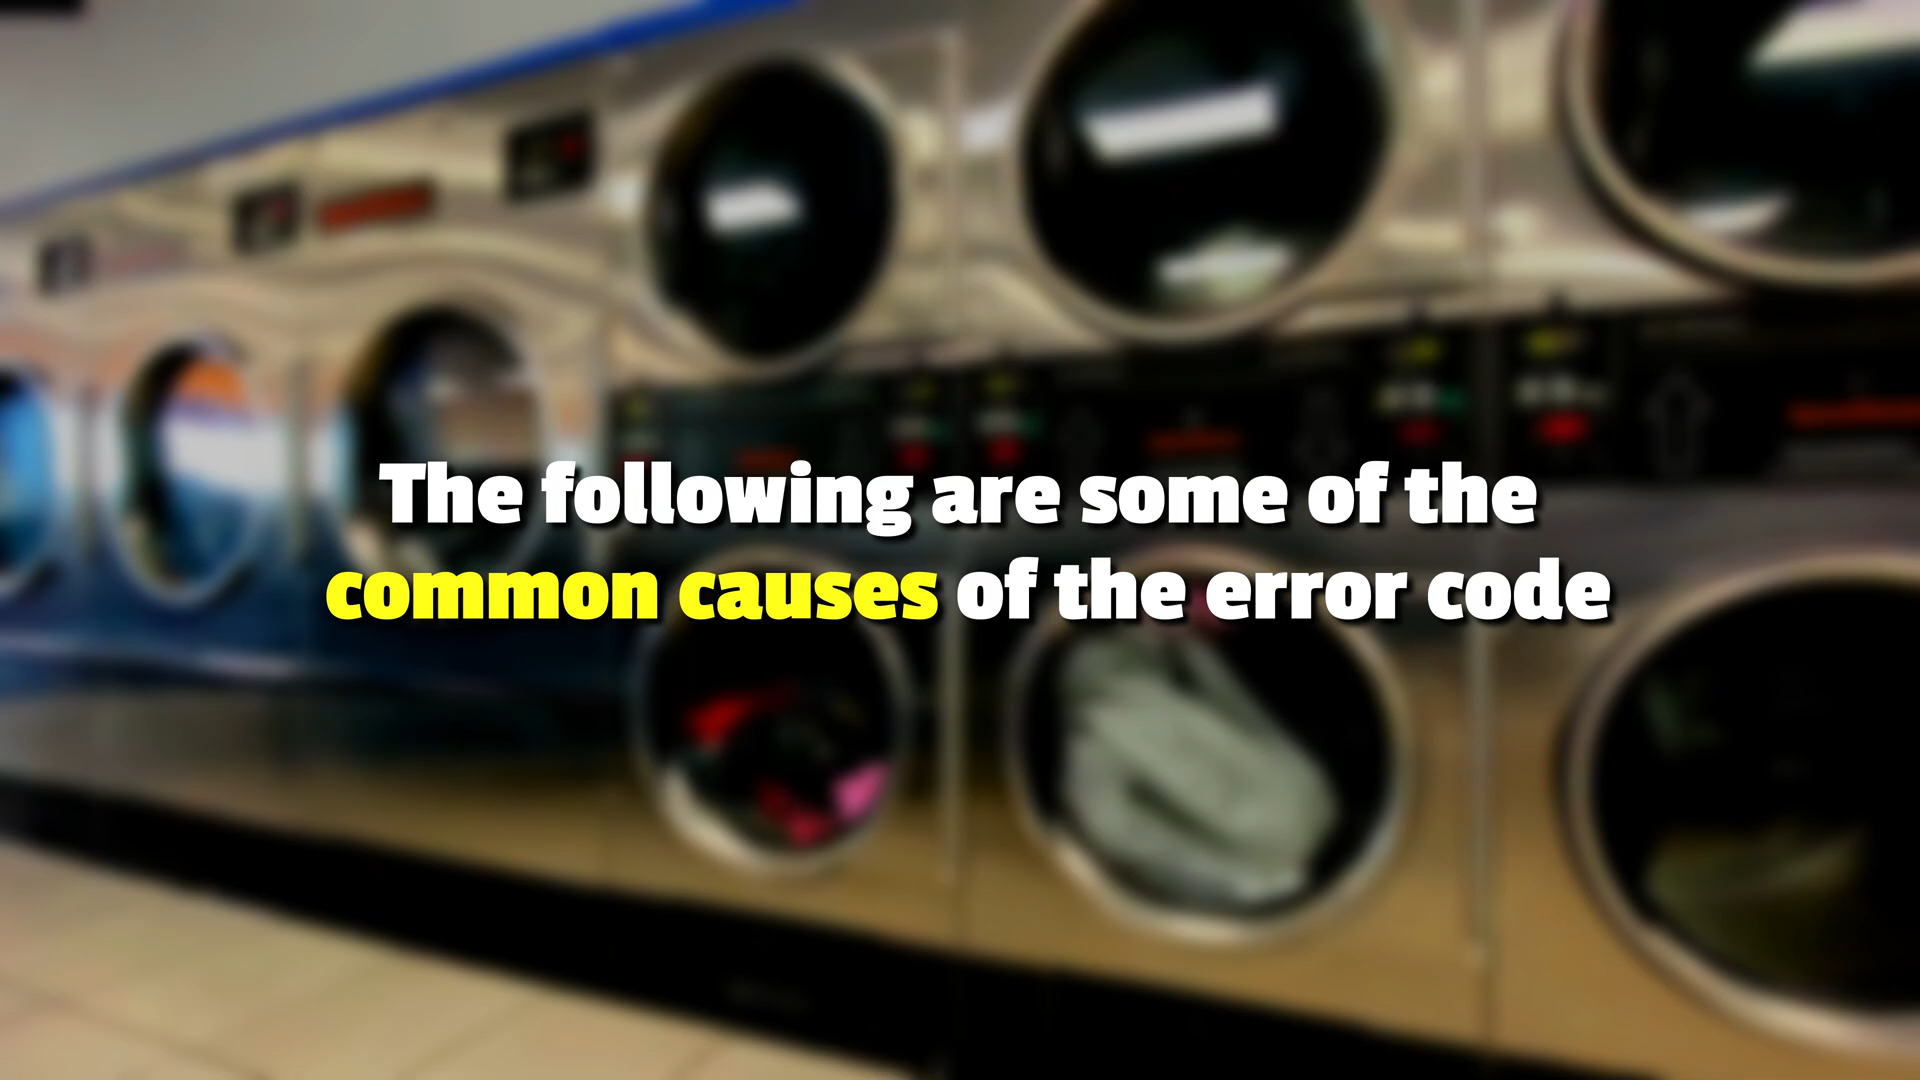 The following are some of the
common causes of the error code